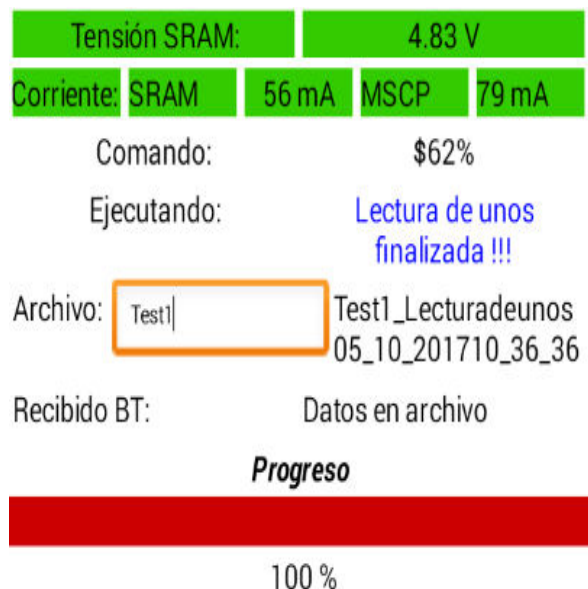 Tensión SRAM: 4.83 V
Corriente: SRAM 56 mA MSCP 79 mA
Comando: $62%
Ejecutando: Lectura de unos
finalizada !!!
Archivo: Test1 Test1_Lecturadeunos
05_10_201710_36_36
Recibido BT: Datos en archivo
Progreso
100 %